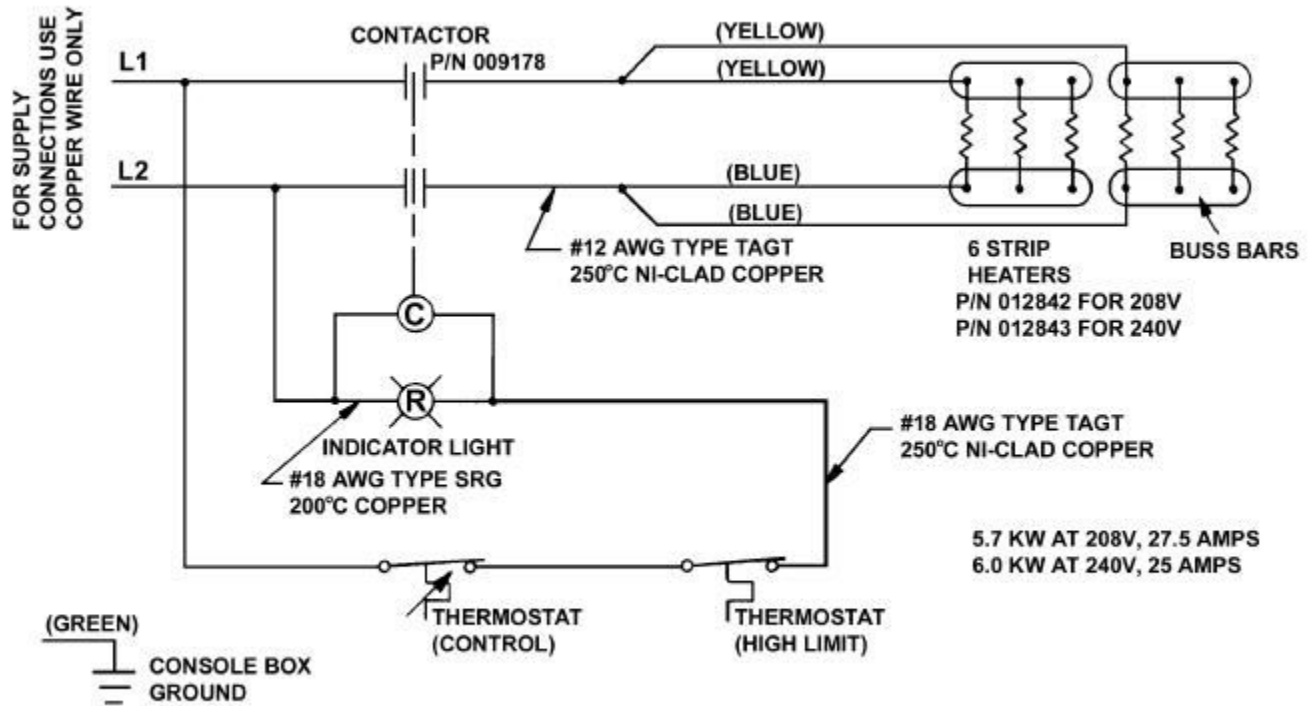 FOR SUPPLY
CONNECTIONS USE
COPPER WIRE ONLY
L1
L2
CONTACTOR
P/N 009178
(YELLOW)
(YELLOW)
(BLUE)
(BLUE)
#12 AWG TYPE TAGT
250°C NI-CLAD COPPER
6 STRIP
HEATERS
P/N 012842 FOR 208V
P/N 012843 FOR 240V
BUSS BARS
C
R
INDICATOR LIGHT
#18 AWG TYPE SRG
200°C COPPER
#18 AWG TYPE TAGT
250°C NI-CLAD COPPER
5.7 KW AT 208V, 27.5 AMPS
6.0 KW AT 240V, 25 AMPS
THERMOSTAT
(CONTROL)
THERMOSTAT
(HIGH LIMIT)
(GREEN)
CONSOLE BOX
GROUND